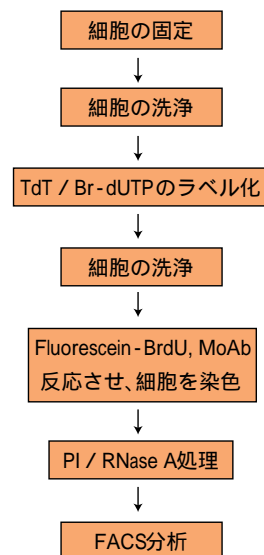 細胞の固定
細胞の洗浄
TdT / Br-dUTPのラベル化
細胞の洗浄
Fluorescein-BrdU, MoAb
反応させ、細胞を染色
PI / RNase A処理
FACS分析